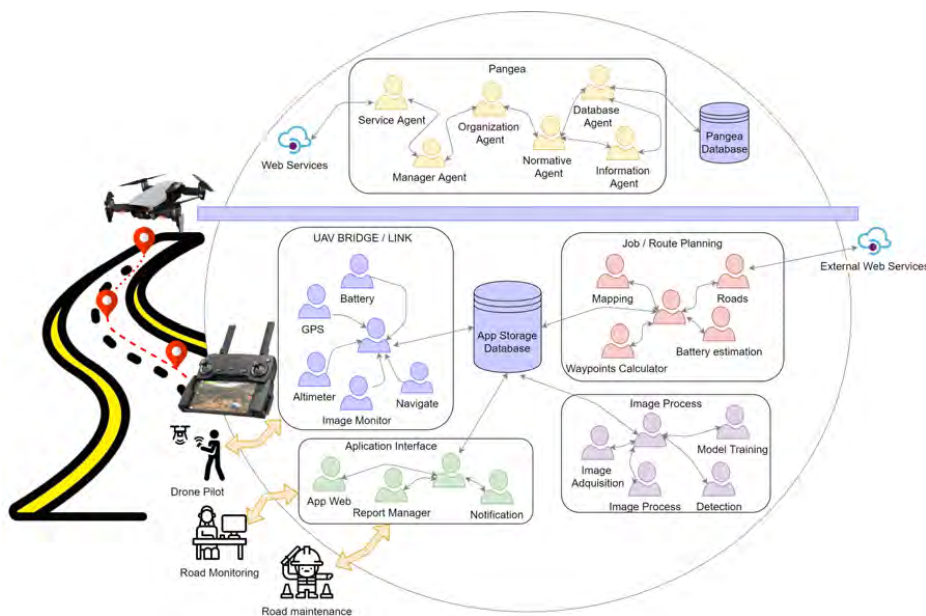 Pangea
Service Agent
Organization
Agent
Database
Agent
Manager Agent
Normative
Agent
Information
Agent
Web Services
Pangea
Database
UAV BRIDGE / LINK
Battery
GPS
Altimeter
Image Monitor
Navigate
App Storage
Database
Job / Route Planning
Mapping
Roads
Waypoints Calculator
Battery estimation
External Web Services
Image Process
Image
Adquisition
Model Training
Image Process
Detection
Aplication Interface
App Web
Report Manager
Notification
Drone Pilot
Road Monitoring
Road maintenance